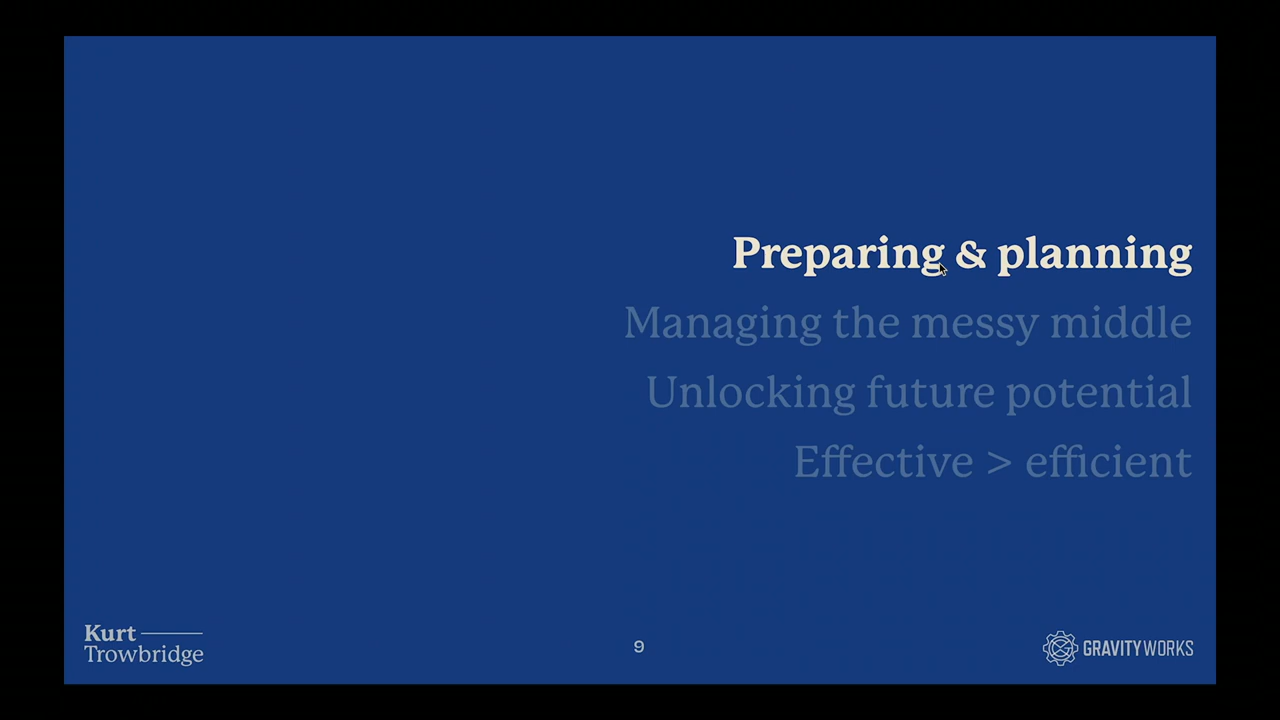 Preparing & planning
Managing the messy middle
Unlocking future potential
Effective > efficient
Kurt
Trowbridge
9
GRAVITYWORKS